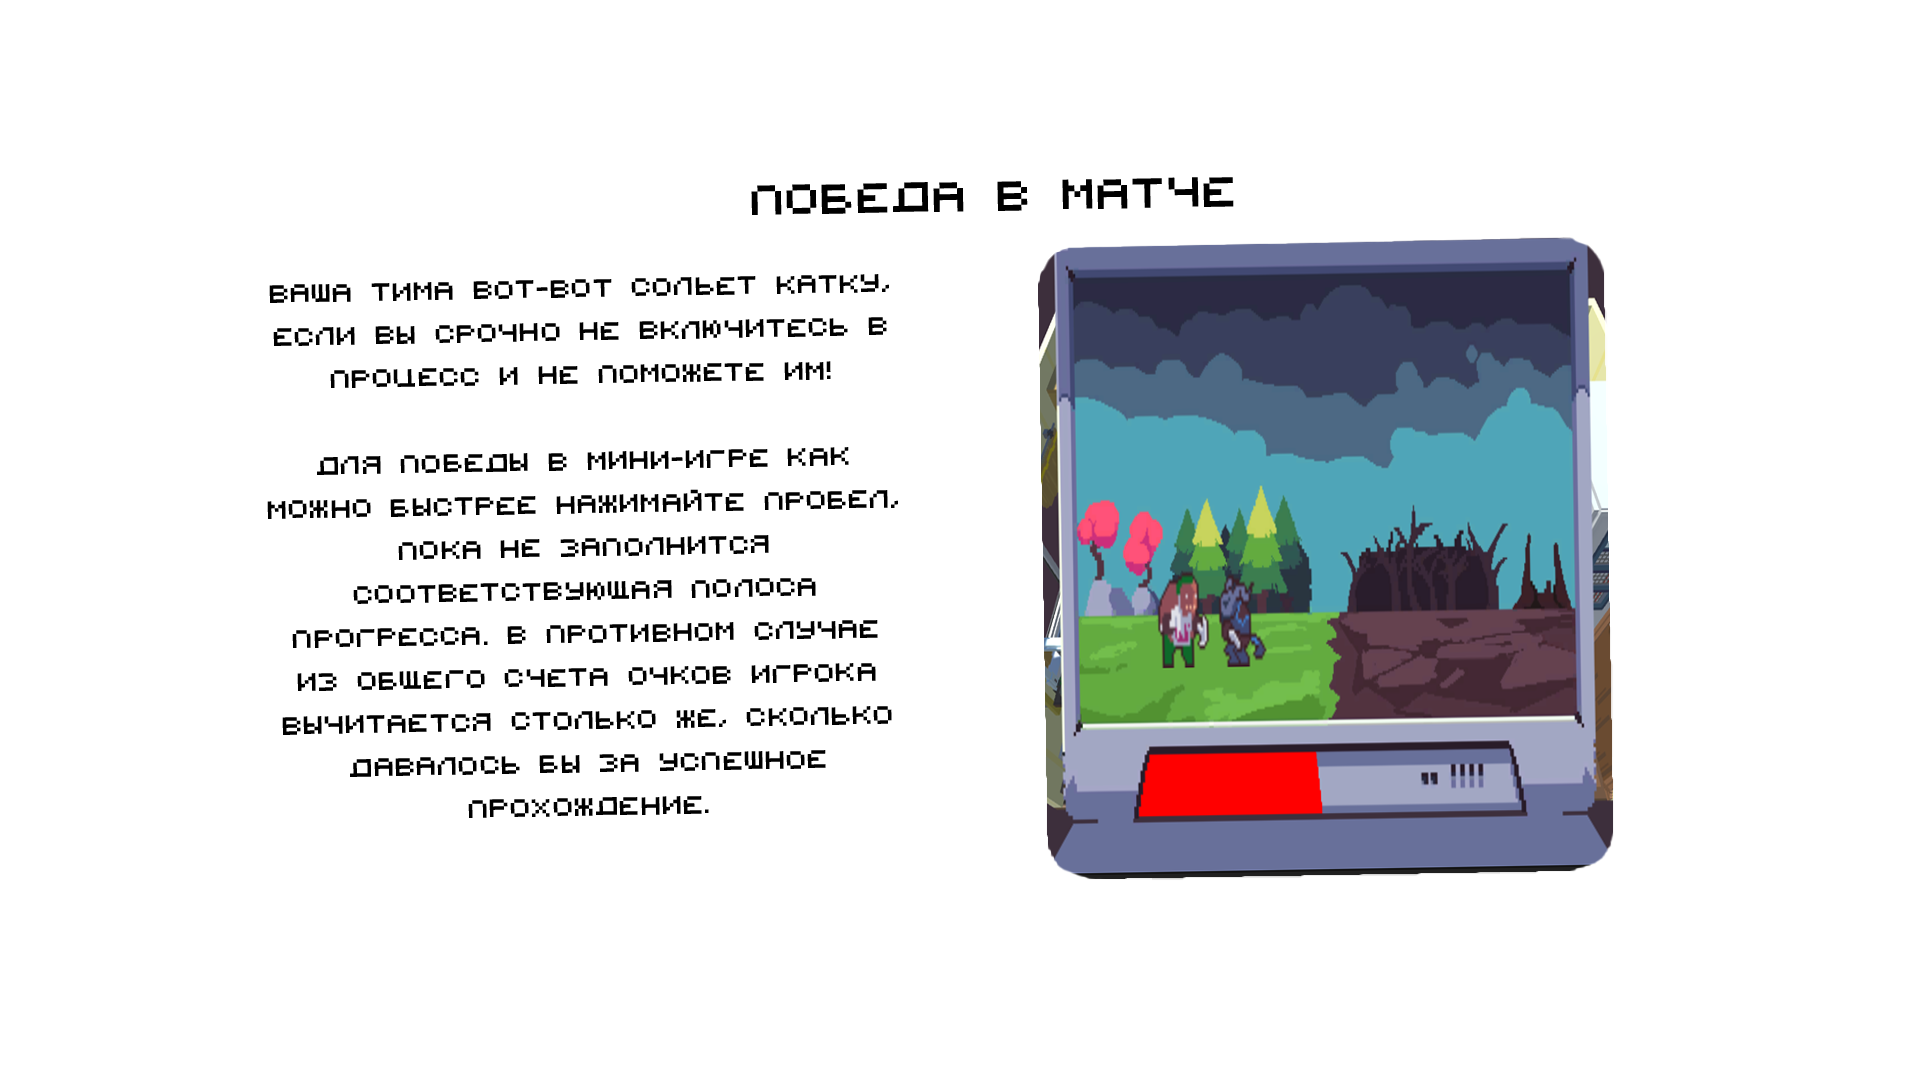 ПОБЕДА В МАТЧЕ
ВАША ТИМА ВОТ-ВОТ СОЛЬЕТ КАТКУ,
ЕСЛИ ВЫ СРОЧНО НЕ ВКЛЮЧИТЕСЬ В
ПРОЦЕСС И НЕ ПОМОЖЕТЕ ИМ!
ДЛЯ ПОБЕДЫ В МИНИ-ИГРЕ КАК
МОЖНО БЫСТРЕЕ НАЖИМАЙТЕ ПРОБЕЛ,
ПОКА НЕ ЗАПОЛНИТСЯ
СООТВЕТСТВУЮЩАЯ ПОЛОСА
ПРОГРЕССА. В ПРОТИВНОМ СЛУЧАЕ
ИЗ ОБЩЕГО СЧЕТА ОЧКОВ ИГРОКА
ВЫЧИТАЕТСЯ СТОЛЬКО ЖЕ, СКОЛЬКО
ДАВАЛОСЬ БЫ ЗА УСПЕШНОЕ
ПРОХОЖДЕНИЕ.